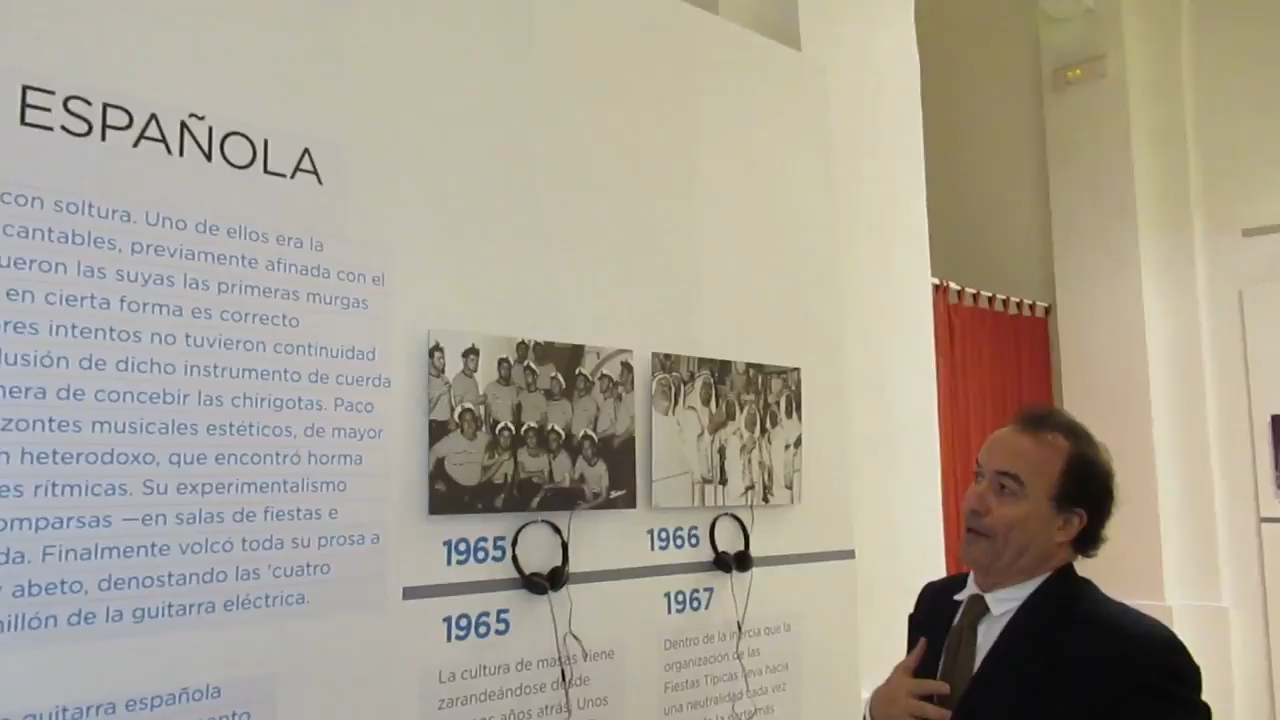 ESPAÑOLA
con soltura. Uno de ellos era la
cantables, previamente afinada con el
ueron las suyas las primeras murgas
en cierta forma es correcto
res intentos no tuvieron continuidad
lusión de dicho instrumento de cuerda
nera de concebir las chirigotas. Paco
zontes musicales estéticos, de mayor
n heterodoxo, que encontró horma
es rítmicas. Su experimentalismo
omparsas —en salas de fiestas e
da. Finalmente volcó toda su prosa a
y abeto, denostando las 'cuatro
millón de la guitarra eléctrica.
guitarra española
1965
1966
1965
La cultura de masas viene
zarandeándose desde
años atrás. Unos
1967
Dentro de la inercia que la
organización de las
Fiestas Típicas lleva hacia
una neutralidad cada vez
la parte más